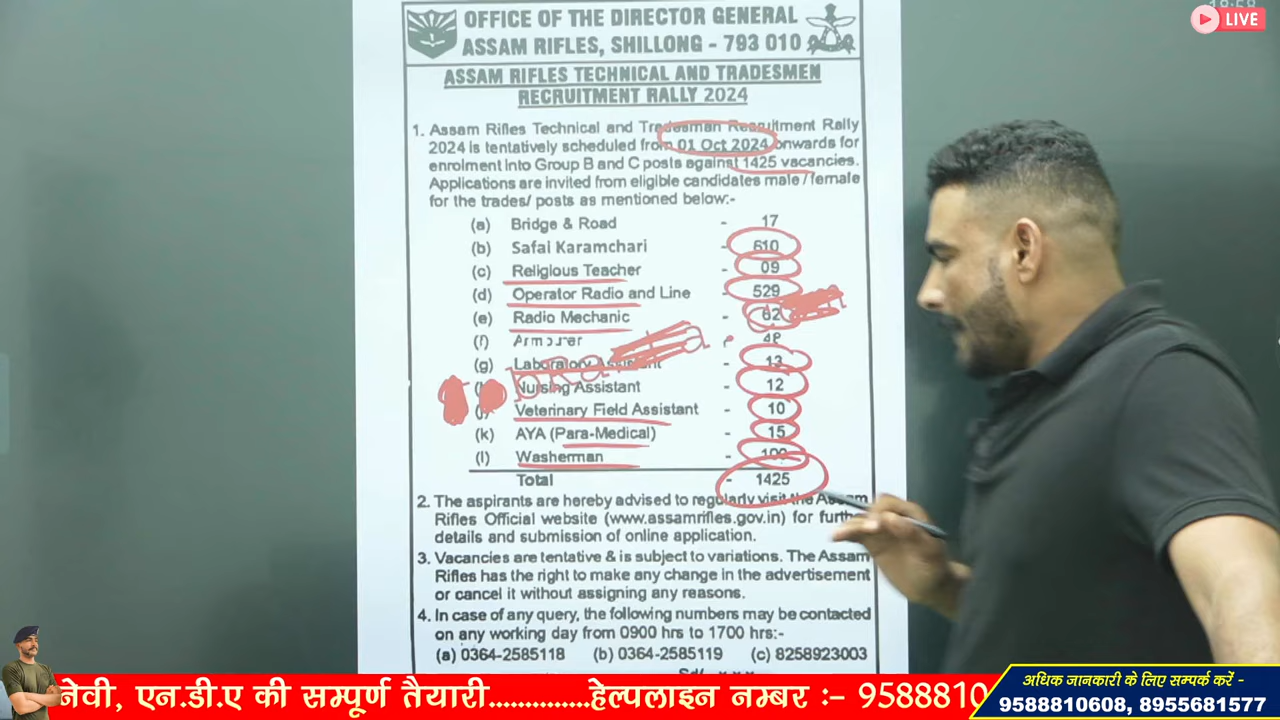 18:58
LIVE
OFFICE OF THE DIRECTOR GENERAL
ASSAM RIFLES, SHILLONG - 793 010
ASSAM RIFLES TECHNICAL AND TRADESMEN
RECRUITMENT RALLY 2024
1. Assam Rifles Technical and Tradesman Recruitment Rally
2024 is tentatively scheduled from 01 Oct 2024 onwards for
enrolment into Group B and C posts against 1425 vacancies.
Applications are invited from eligible candidates male / female
for the trades/ posts as mentioned below:-
(a) Bridge & Road - 17
(b) Safai Karamchari - 610
(c) Religious Teacher - 09
(d) Operator Radio and Line - 529
(e) Radio Mechanic - 62
(f) Armourer - 48
(g) Laboratory Assistant - 13
Nursing Assistant - 12
Veterinary Field Assistant - 10
(k) AYA (Para-Medical) - 15
(l) Washerman - 100
Total - 1425
2. The aspirants are hereby advised to regularly visit the Assam
Rifles Official website (www.assamrifles.gov.in) for further
details and submission of online application.
3. Vacancies are tentative & is subject to variations. The Assam
Rifles has the right to make any change in the advertisement
or cancel it without assigning any reasons.
4. In case of any query, the following numbers may be contacted
on any working day from 0900 hrs to 1700 hrs:-
(a) 0364-2585118 (b) 0364-2585119 (c) 8258923003
नेवी, एन.डी.ए की सम्पूर्ण तैयारी..............हेल्पलाइन नम्बर :- 9588810
अधिक जानकारी के लिए सम्पर्क करें -
9588810608, 8955681577